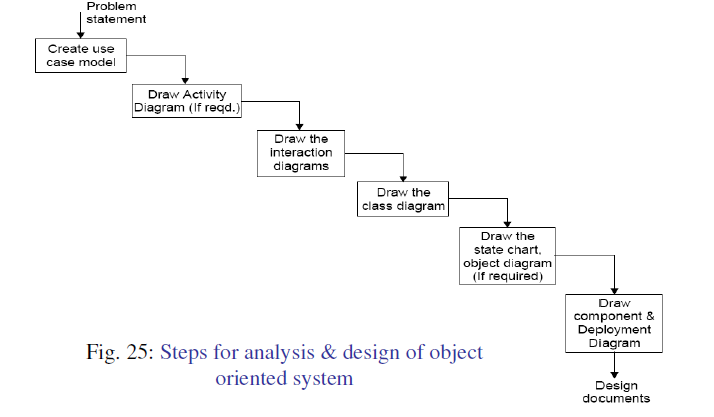 Problem
statement
Create use
case model
Draw Activity
Diagram (If reqd.)
Draw the
interaction
diagrams
Draw the
class diagram
Draw the
state chart,
object diagram
(If required)
Draw
component &
Deployment
Diagram
Design
documents
Fig. 25: Steps for analysis & design of object
oriented system